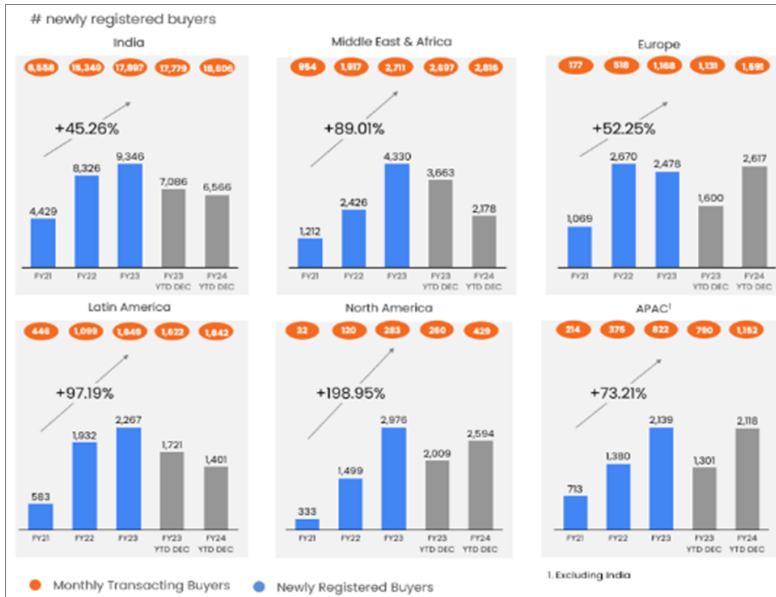 # newly registered buyers
India
8,558 15,340 17,897 17,779 18,606
+45.26%
4,429 8,326 9,346 7,086 6,566
FY21 FY22 FY23 FY23 YTD DEC FY24 YTD DEC
Middle East & Africa
954 1,917 2,711 2,697 2,816
+89.01%
1,212 2,426 4,330 3,663 2,178
FY21 FY22 FY23 FY23 YTD DEC FY24 YTD DEC
Europe
177 518 1,168 1,131 1,591
+52.25%
1,069 2,670 2,478 1,600 2,617
FY21 FY22 FY23 FY23 YTD DEC FY24 YTD DEC
Latin America
446 1,099 1,649 1,622 1,842
+97.19%
583 1,932 2,267 1,721 1,401
FY21 FY22 FY23 FY23 YTD DEC FY24 YTD DEC
North America
32 120 283 260 429
+198.95%
333 1,499 2,976 2,009 2,594
FY21 FY22 FY23 FY23 YTD DEC FY24 YTD DEC
APAC¹
214 375 822 790 1,152
+73.21%
713 1,380 2,139 1,301 2,118
FY21 FY22 FY23 FY23 YTD DEC FY24 YTD DEC
Monthly Transacting Buyers
Newly Registered Buyers
1. Excluding India